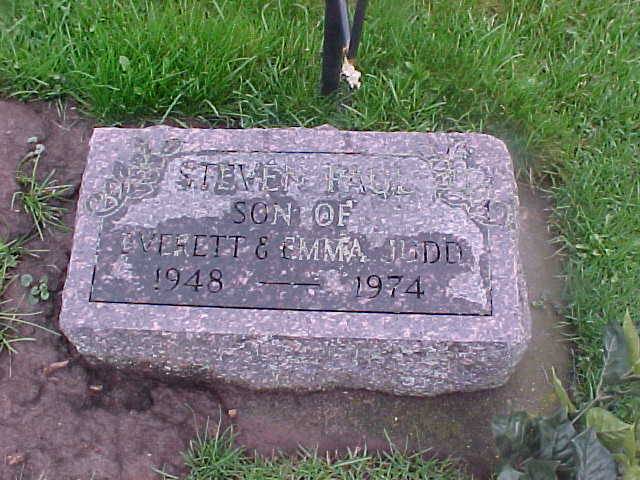 STEVEN PAUL
SON OF
EVERETT & EMMA JUDD
1948 — 1974